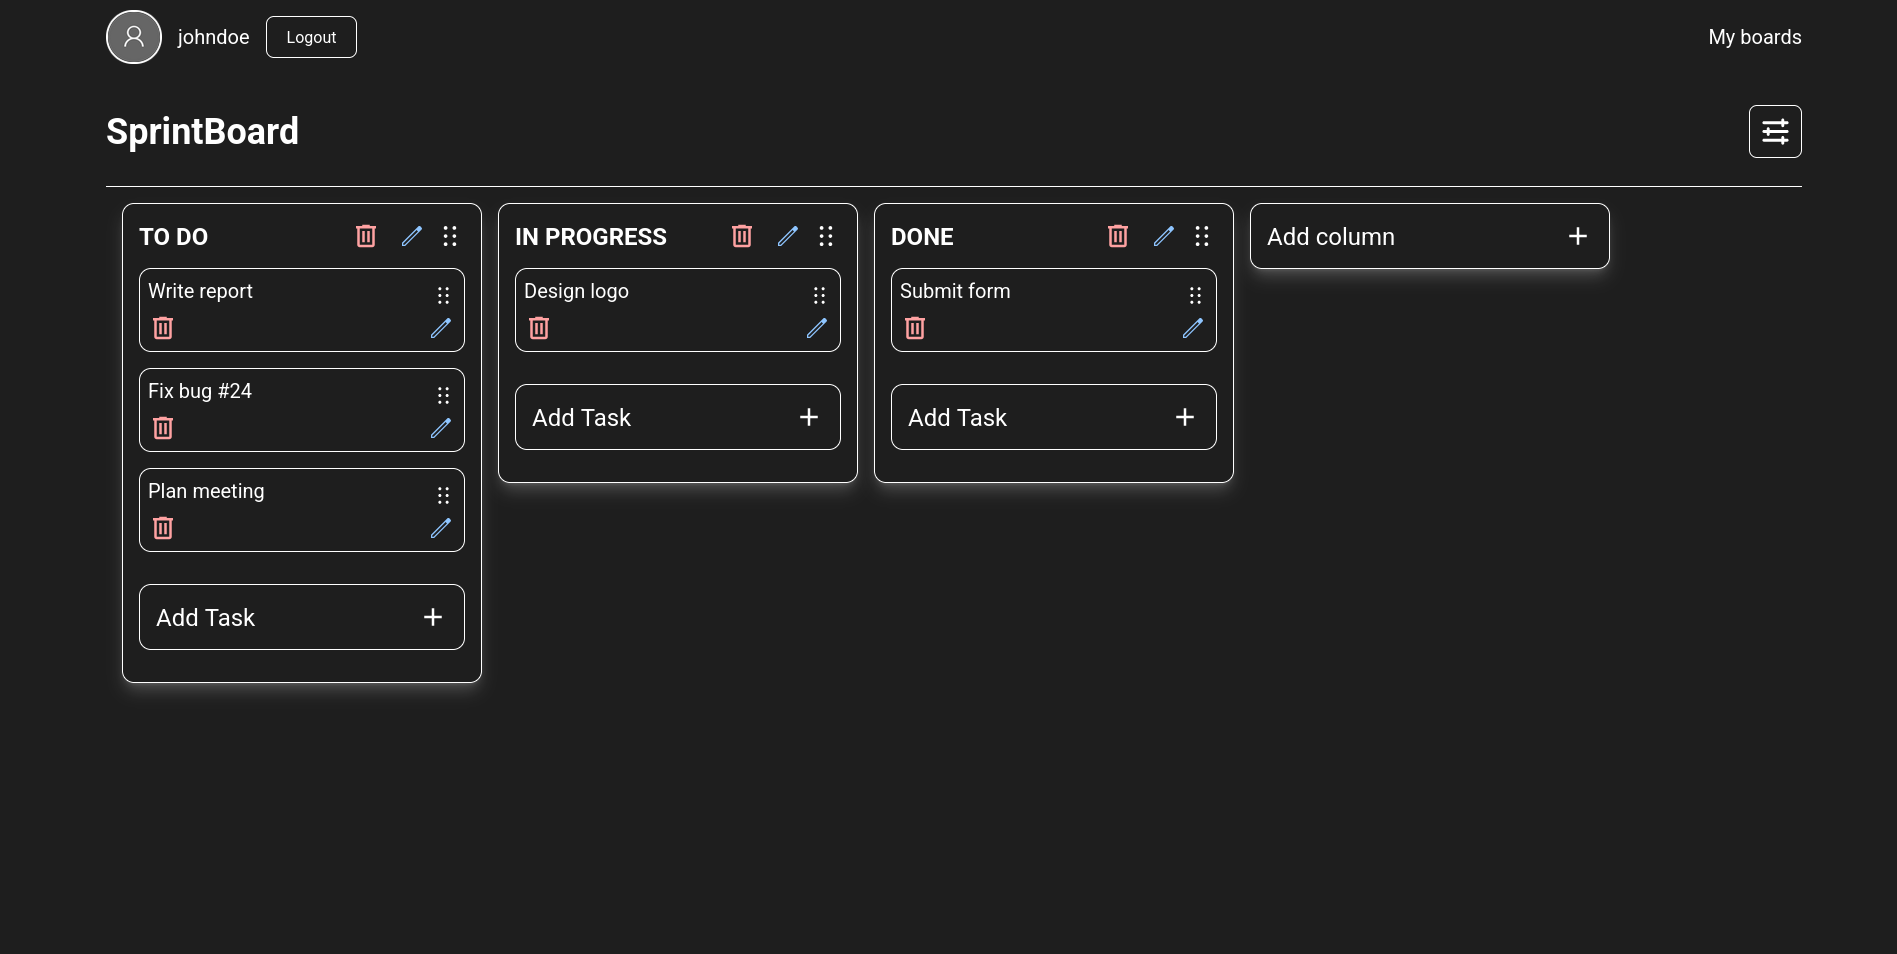 johndoe
Logout
My boards
SprintBoard
TO DO
Write report
Fix bug #24
Plan meeting
Add Task
IN PROGRESS
Design logo
Add Task
DONE
Submit form
Add Task
Add column